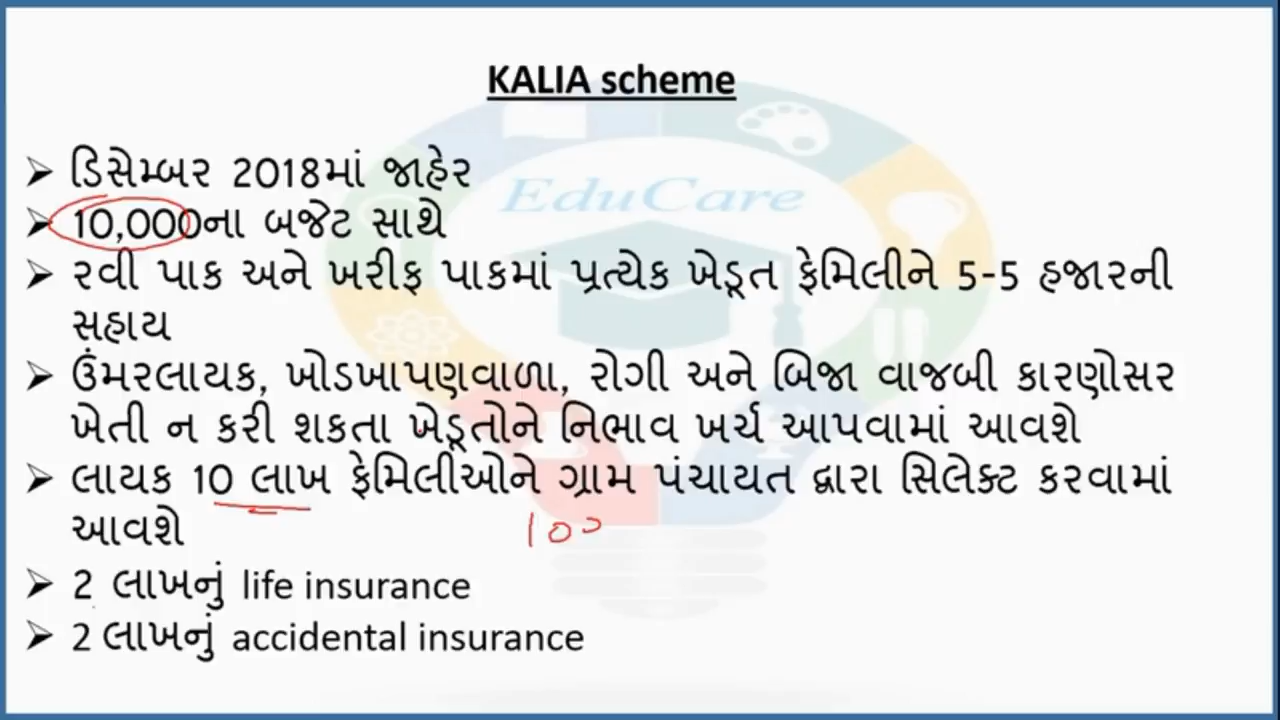 KALIA scheme
EduCare
ડિસેમ્બર 2018માં જાહેર
10,000ના બજેટ સાથે
રવી પાક અને ખરીફ પાકમાં પ્રત્યેક ખેડૂત ફેમિલીને 5-5 હજારની
સહાય
ઉંમરલાયક, ખોડખાપણવાળા, રોગી અને બિજા વાજબી કારણોસર
ખેતી ન કરી શકતા ખેડૂતોને નિભાવ ખર્ચ આપવામાં આવશે
લાયક 10 લાખ ફેમિલીઓને ગ્રામ પંચાયત દ્વારા સિલેક્ટ કરવામાં
આવશે
2 લાખનું life insurance
2 લાખનું accidental insurance